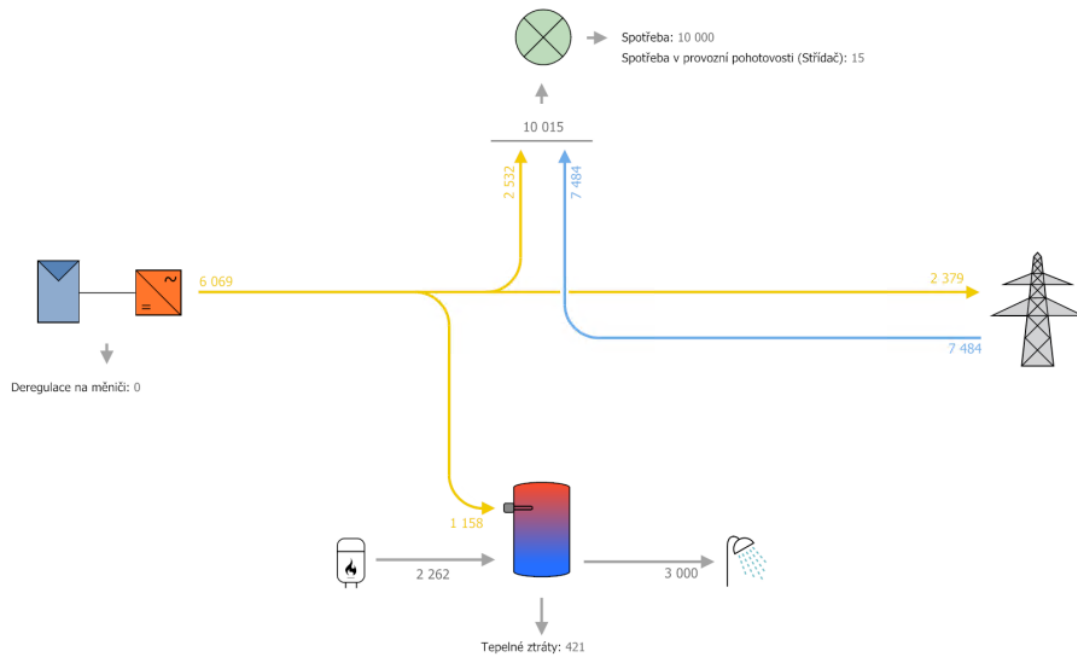 Spotřeba: 10 000
Spotřeba v provozní pohotovosti (Střídač): 15
10 015
2 532
7 484
6 069
2 379
7 484
Deregulace na měniči: 0
1 158
2 262
3 000
Tepelné ztráty: 421